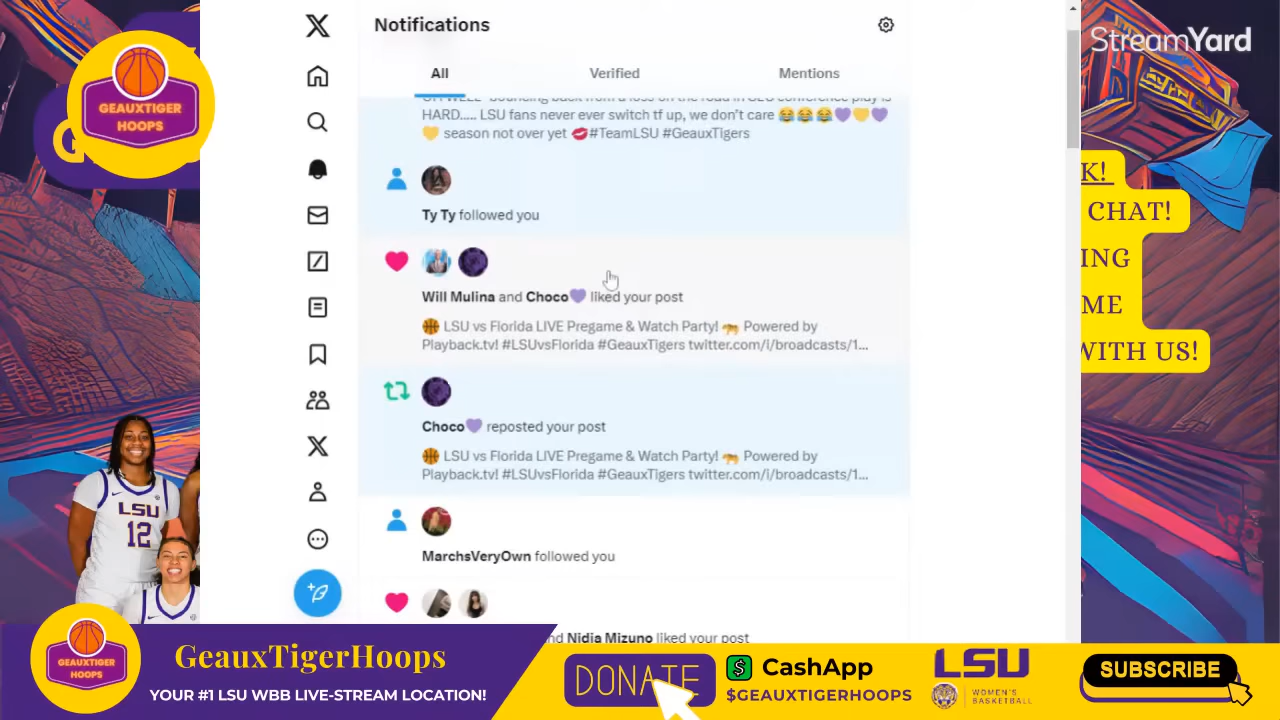 Notifications
All
Verified
Mentions
HARD..... LSU fans never ever switch tf up, we don't care 😂😂😂💜💛💜
💛 season not over yet 💋#TeamLSU #GeauxTigers
Ty Ty followed you
Will Mulina and Choco💜 liked your post
🏀 LSU vs Florida LIVE Pregame & Watch Party! 🐅 Powered by
Playback.tv! #LSUvsFlorida #GeauxTigers twitter.com/i/broadcasts/1...
Choco💜 reposted your post
🏀 LSU vs Florida LIVE Pregame & Watch Party! 🐅 Powered by
Playback.tv! #LSUvsFlorida #GeauxTigers twitter.com/i/broadcasts/1...
MarchsVeryOwn followed you
Nidia Mizuno liked your post
GEAUXTIGER
HOOPS
StreamYard
K!
CHAT!
ING
ME
WITH US!
LSU
12
GEAUXTIGER
HOOPS
GeauxTigerHoops
YOUR #1 LSU WBB LIVE-STREAM LOCATION!
DONATE
$ CashApp
$GEAUXTIGERHOOPS
LSU
WOMEN'S
BASKETBALL
SUBSCRIBE